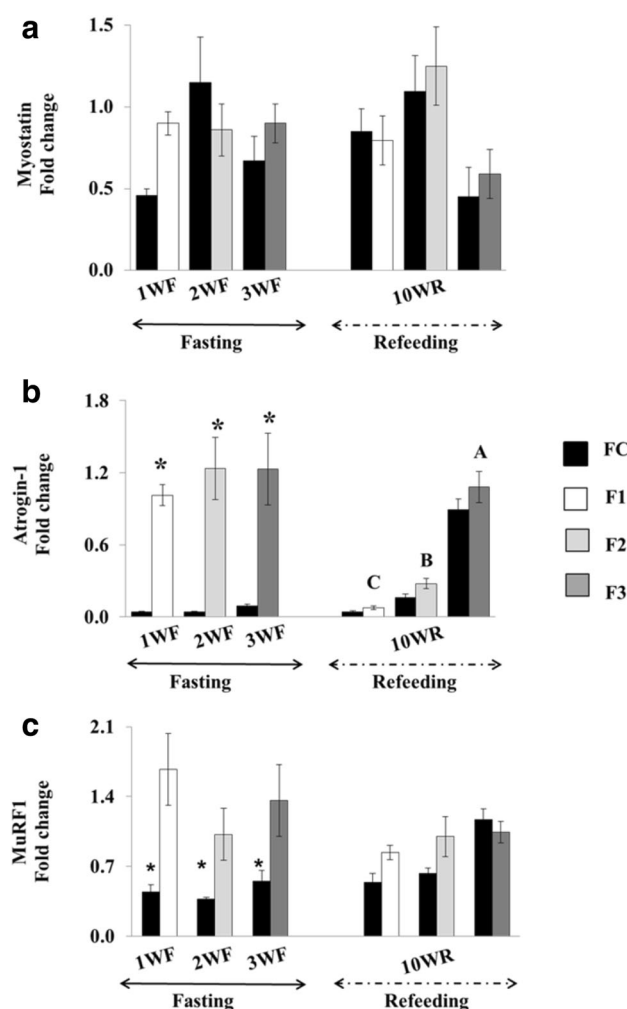 a
Myostatin
Fold change
1.5
1.0
0.5
0.0
1WF
2WF
3WF
10WR
Fasting
Refeeding
b
Atrogin-1
Fold change
1.8
1.2
0.6
0.0
*
*
*
C
B
A
1WF
2WF
3WF
10WR
Fasting
Refeeding
FC
F1
F2
F3
c
MuRF1
Fold change
2.1
1.4
0.7
0.0
*
*
*
1WF
2WF
3WF
10WR
Fasting
Refeeding